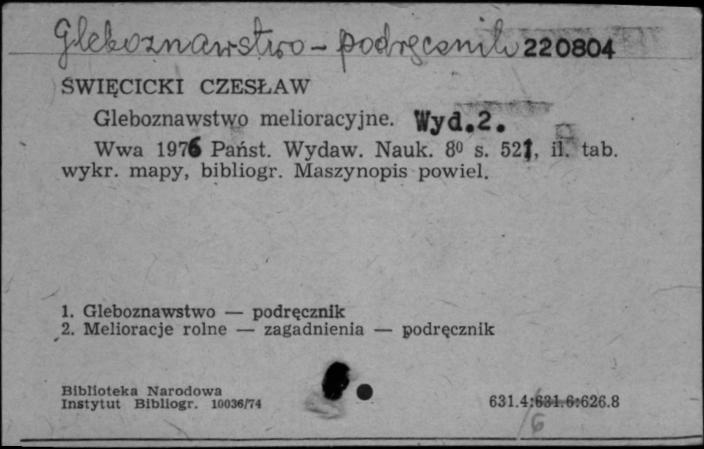 Gleboznawstwo - podręcznik 220804
ŚWIĘCICKI CZESŁAW
Gleboznawstwo melioracyjne. Wyd.2.
Wwa 1976 Państ. Wydaw. Nauk. 8⁰ s. 521, il. tab.
wykr. mapy, bibliogr. Maszynopis powiel.
1. Gleboznawstwo — podręcznik
2. Melioracje rolne — zagadnienia — podręcznik
Biblioteka Narodowa
Instytut Bibliogr. 10036/74
631.4:631.6:626.8
6